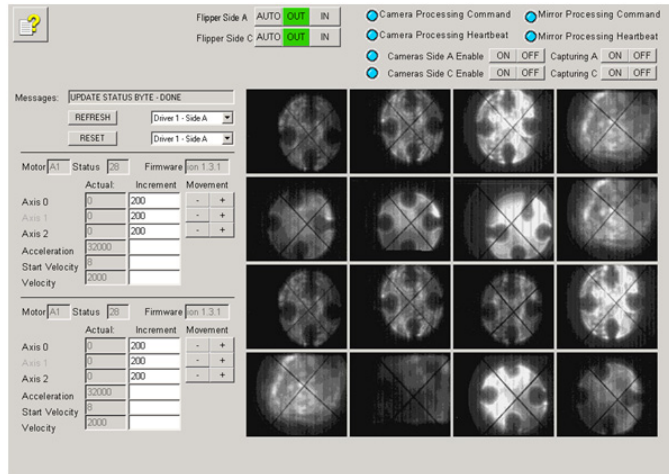 Flipper Side A AUTO OUT IN
Flipper Side C AUTO OUT IN
Camera Processing Command Mirror Processing Command
Camera Processing Heartbeat Mirror Processing Heartbeat
Cameras Side A Enable ON OFF Capturing A ON OFF
Cameras Side C Enable ON OFF Capturing C ON OFF
Messages: UPDATE STATUS BYTE - DONE
REFRESH Driver 1 - Side A
RESET Driver 1 - Side A
Motor A1 Status 28 Firmware ion 1.3.1
Actual: Increment Movement
Axis 0 0 200 - +
Axis 1 0 200 - +
Axis 2 0 200 - +
Acceleration 32000
Start Velocity 8
Velocity 2000
Motor A1 Status 28 Firmware ion 1.3.1
Actual: Increment Movement
Axis 0 0 200 - +
Axis 1 0 200 - +
Axis 2 0 200 - +
Acceleration 32000
Start Velocity 8
Velocity 2000